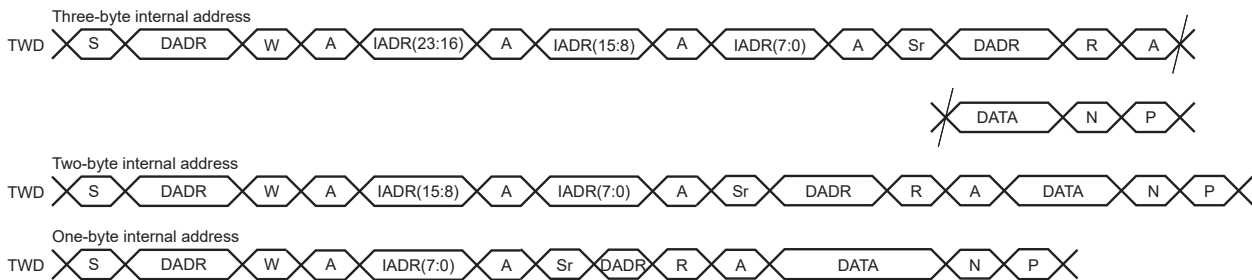 Three-byte internal address
TWD S DADR W A IADR(23:16) A IADR(15:8) A IADR(7:0) A Sr DADR R A
DATA N P
Two-byte internal address
TWD S DADR W A IADR(15:8) A IADR(7:0) A Sr DADR R A DATA N P
One-byte internal address
TWD S DADR W A IADR(7:0) A Sr DADR R A DATA N P